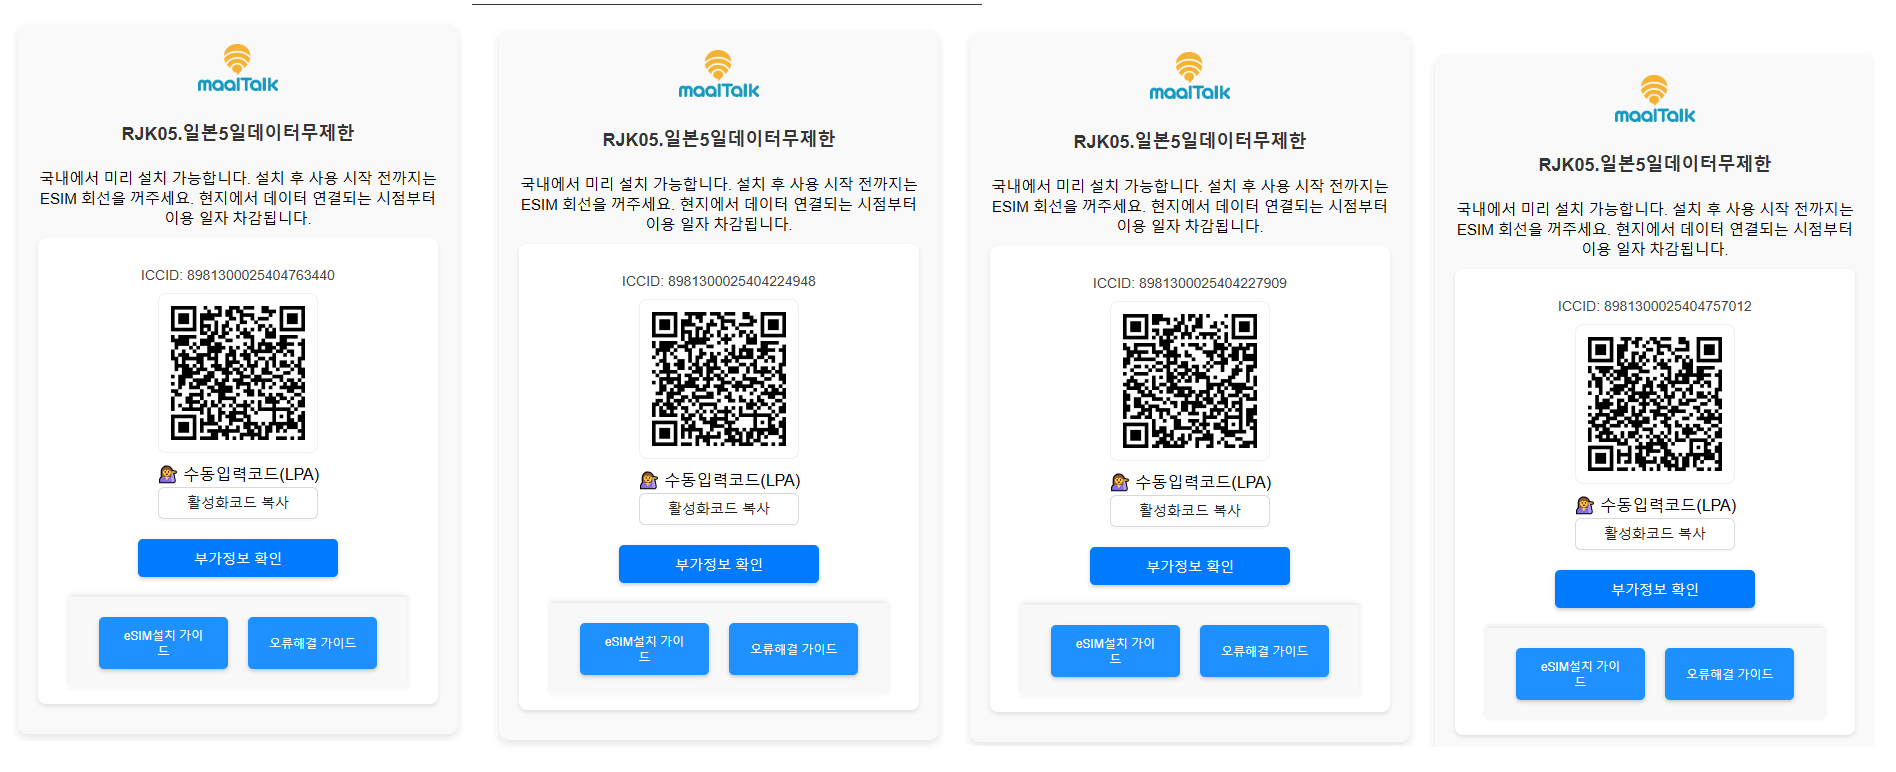 maalTalk
RJK05.일본5일데이터무제한
국내에서 미리 설치 가능합니다. 설치 후 사용 시작 전까지는
ESIM 회선을 꺼주세요. 현지에서 데이터 연결되는 시점부터
이용 일자 차감됩니다.
ICCID: 8981300025404763440
수동입력코드(LPA)
활성화코드 복사
부가정보 확인
eSIM설치 가이
드
오류해결 가이드
maalTalk
RJK05.일본5일데이터무제한
국내에서 미리 설치 가능합니다. 설치 후 사용 시작 전까지는
ESIM 회선을 꺼주세요. 현지에서 데이터 연결되는 시점부터
이용 일자 차감됩니다.
ICCID: 8981300025404224948
수동입력코드(LPA)
활성화코드 복사
부가정보 확인
eSIM설치 가이
드
오류해결 가이드
maalTalk
RJK05.일본5일데이터무제한
국내에서 미리 설치 가능합니다. 설치 후 사용 시작 전까지는
ESIM 회선을 꺼주세요. 현지에서 데이터 연결되는 시점부터
이용 일자 차감됩니다.
ICCID: 8981300025404227909
수동입력코드(LPA)
활성화코드 복사
부가정보 확인
eSIM설치 가이
드
오류해결 가이드
maalTalk
RJK05.일본5일데이터무제한
국내에서 미리 설치 가능합니다. 설치 후 사용 시작 전까지는
ESIM 회선을 꺼주세요. 현지에서 데이터 연결되는 시점부터
이용 일자 차감됩니다.
ICCID: 8981300025404757012
수동입력코드(LPA)
활성화코드 복사
부가정보 확인
eSIM설치 가이
드
오류해결 가이드